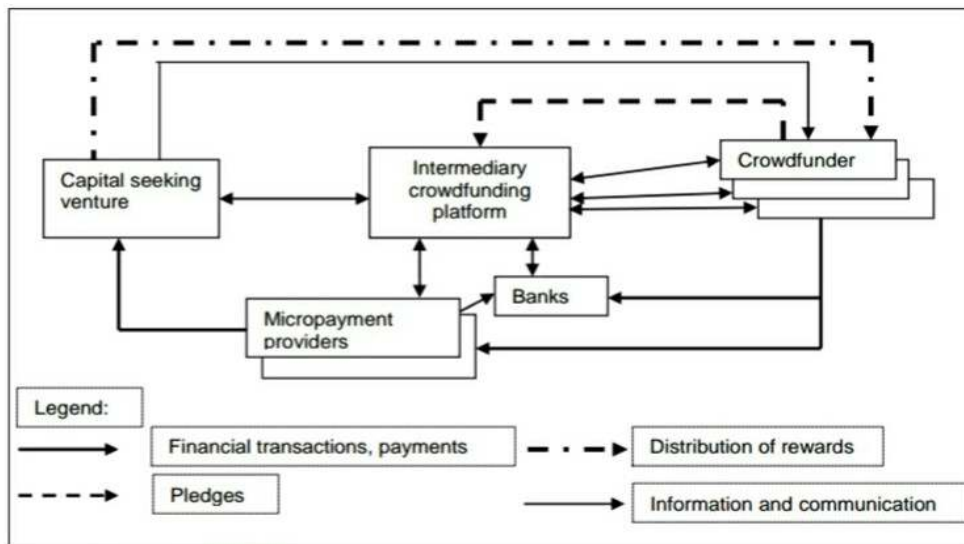 Capital seeking
venture
Intermediary
crowdfunding
platform
Crowdfunder
Banks
Micropayment
providers
Legend:
Financial transactions, payments
Distribution of rewards
Pledges
Information and communication